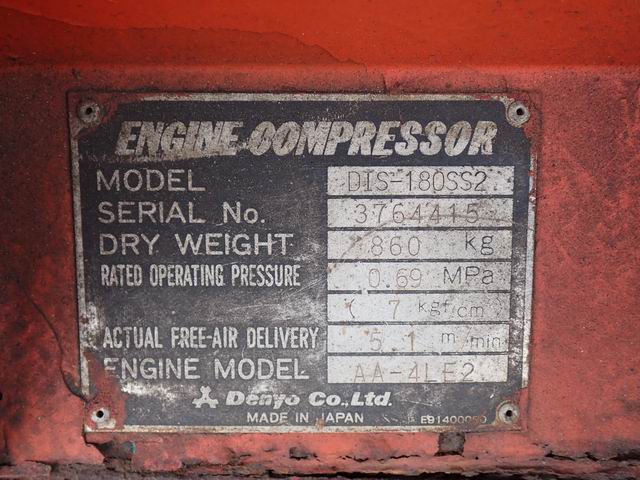 ENGINE COMPRESSOR
MODEL DIS-180SS2
SERIAL No. 3764415
DRY WEIGHT 860 kg
RATED OPERATING PRESSURE 0.69 MPa
( 7 kgf/cm
ACTUAL FREE-AIR DELIVERY 5.1 m/min
ENGINE MODEL AA-4LE2
Denyo Co., Ltd.
MADE IN JAPAN